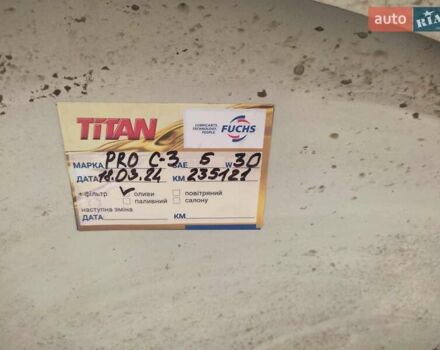 auto RIA
TITAN LUBRICANTS. TECHNOLOGY. PEOPLE. FUCHS
МАРКА PRO C-3 SAE 5 W 30
ДАТА 11.03.24 КМ 235121
+ фільтр оливи повітряний
паливний салону
наступна зміна
ДАТА КМ